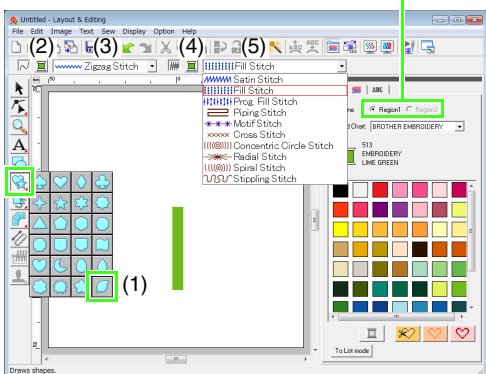 Untitled - Layout & Editing
File Edit Image Text Sew Display Option Help
(2) (3) (4) (5)
Zigzag Stitch Fill Stitch
Satin Stitch
Fill Stitch
Prog. Fill Stitch
Piping Stitch
Motif Stitch
Cross Stitch
Concentric Circle Stitch
Radial Stitch
Spiral Stitch
Stippling Stitch
ABC
Region1 Region2
Chart: BROTHER EMBROIDERY
513
EMBROIDERY
LIME GREEN
A
(1)
To List mode
Draws shapes.